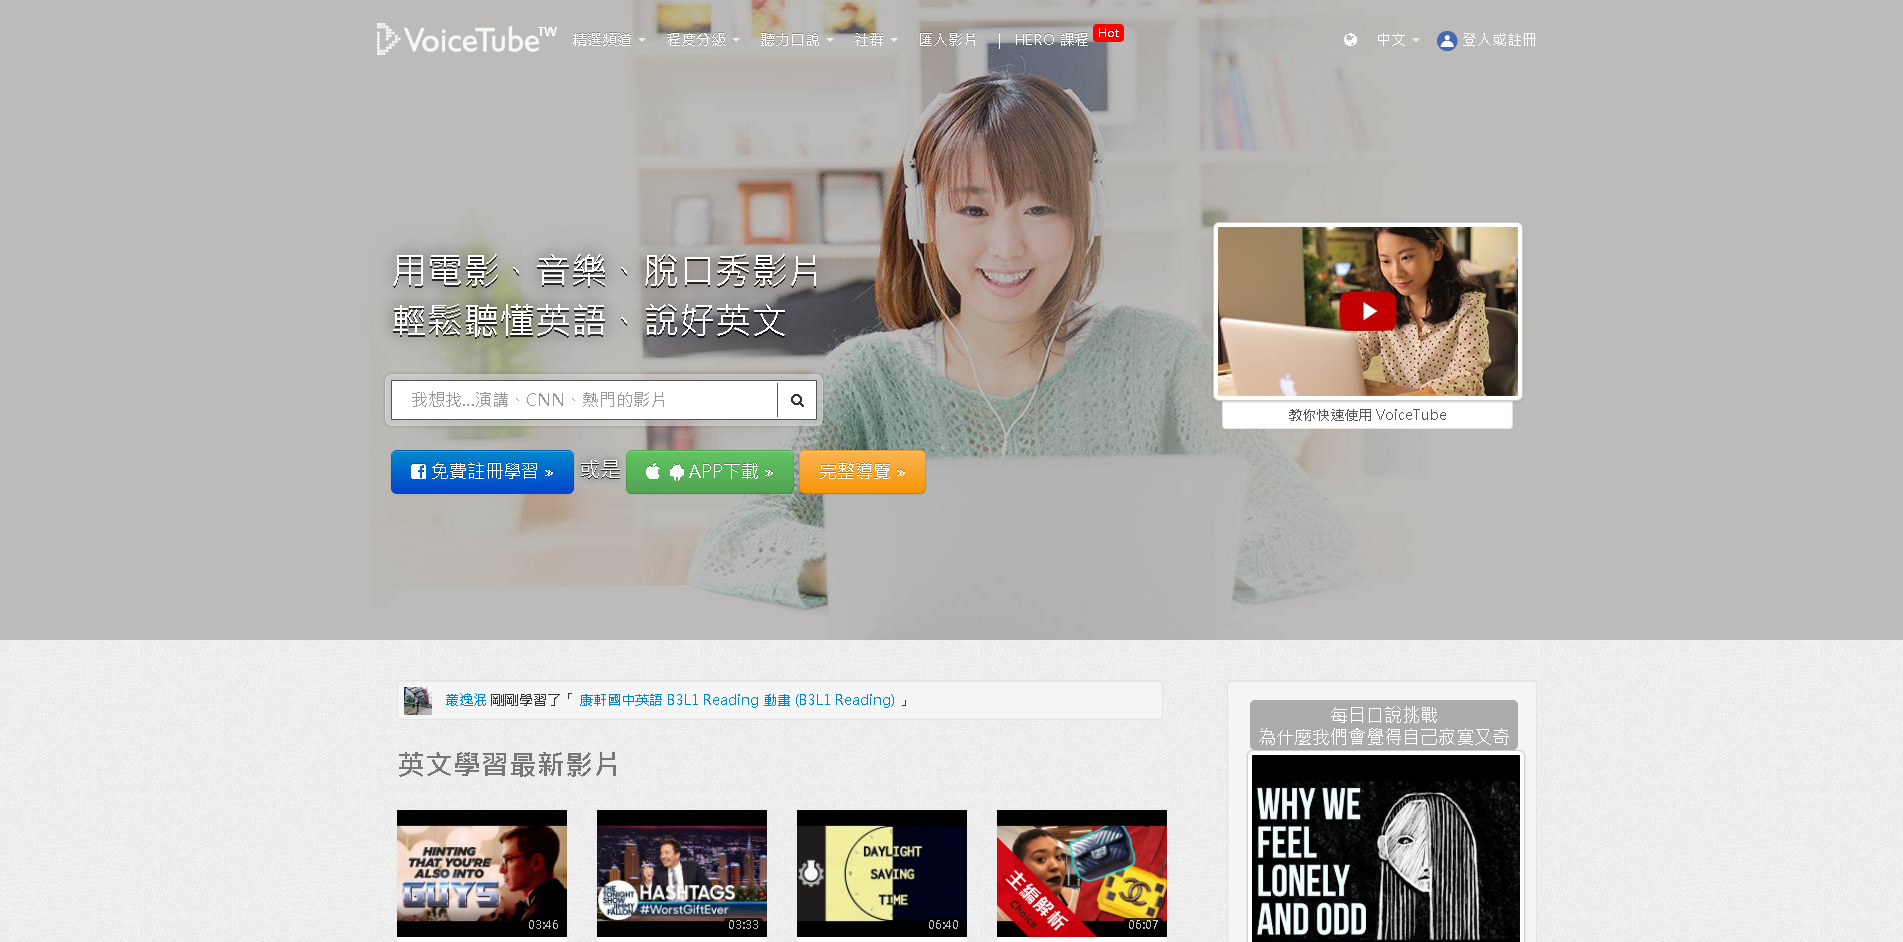 VoiceTube TW 精選頻道 程度分級 聽力口說 社群 匯入影片 | HERO 課程 Hot 中文 登入或註冊
用電影、音樂、脫口秀影片
輕鬆聽懂英語、說好英文
我想找...演講、CNN、熱門的影片
免費註冊學習 » 或是 APP下載 » 完整導覽 »
教你快速使用 VoiceTube
叢逸泯 剛剛學習了「 康軒國中英語 B3L1 Reading 動畫 (B3L1 Reading) 」
英文學習最新影片
HINTING
THAT YOU'RE
ALSO INTO
GUYS
03:46
THE
TONIGHT
SHOW
JIMMY
FALLON
HASHTAGS
#WorstGiftEver
03:33
DAYLIGHT
SAVING
TIME
06:40
主編解析
Choice
06:07
每日口說挑戰
為什麼我們會覺得自己寂寞又奇
WHY WE
FEEL
LONELY
AND ODD